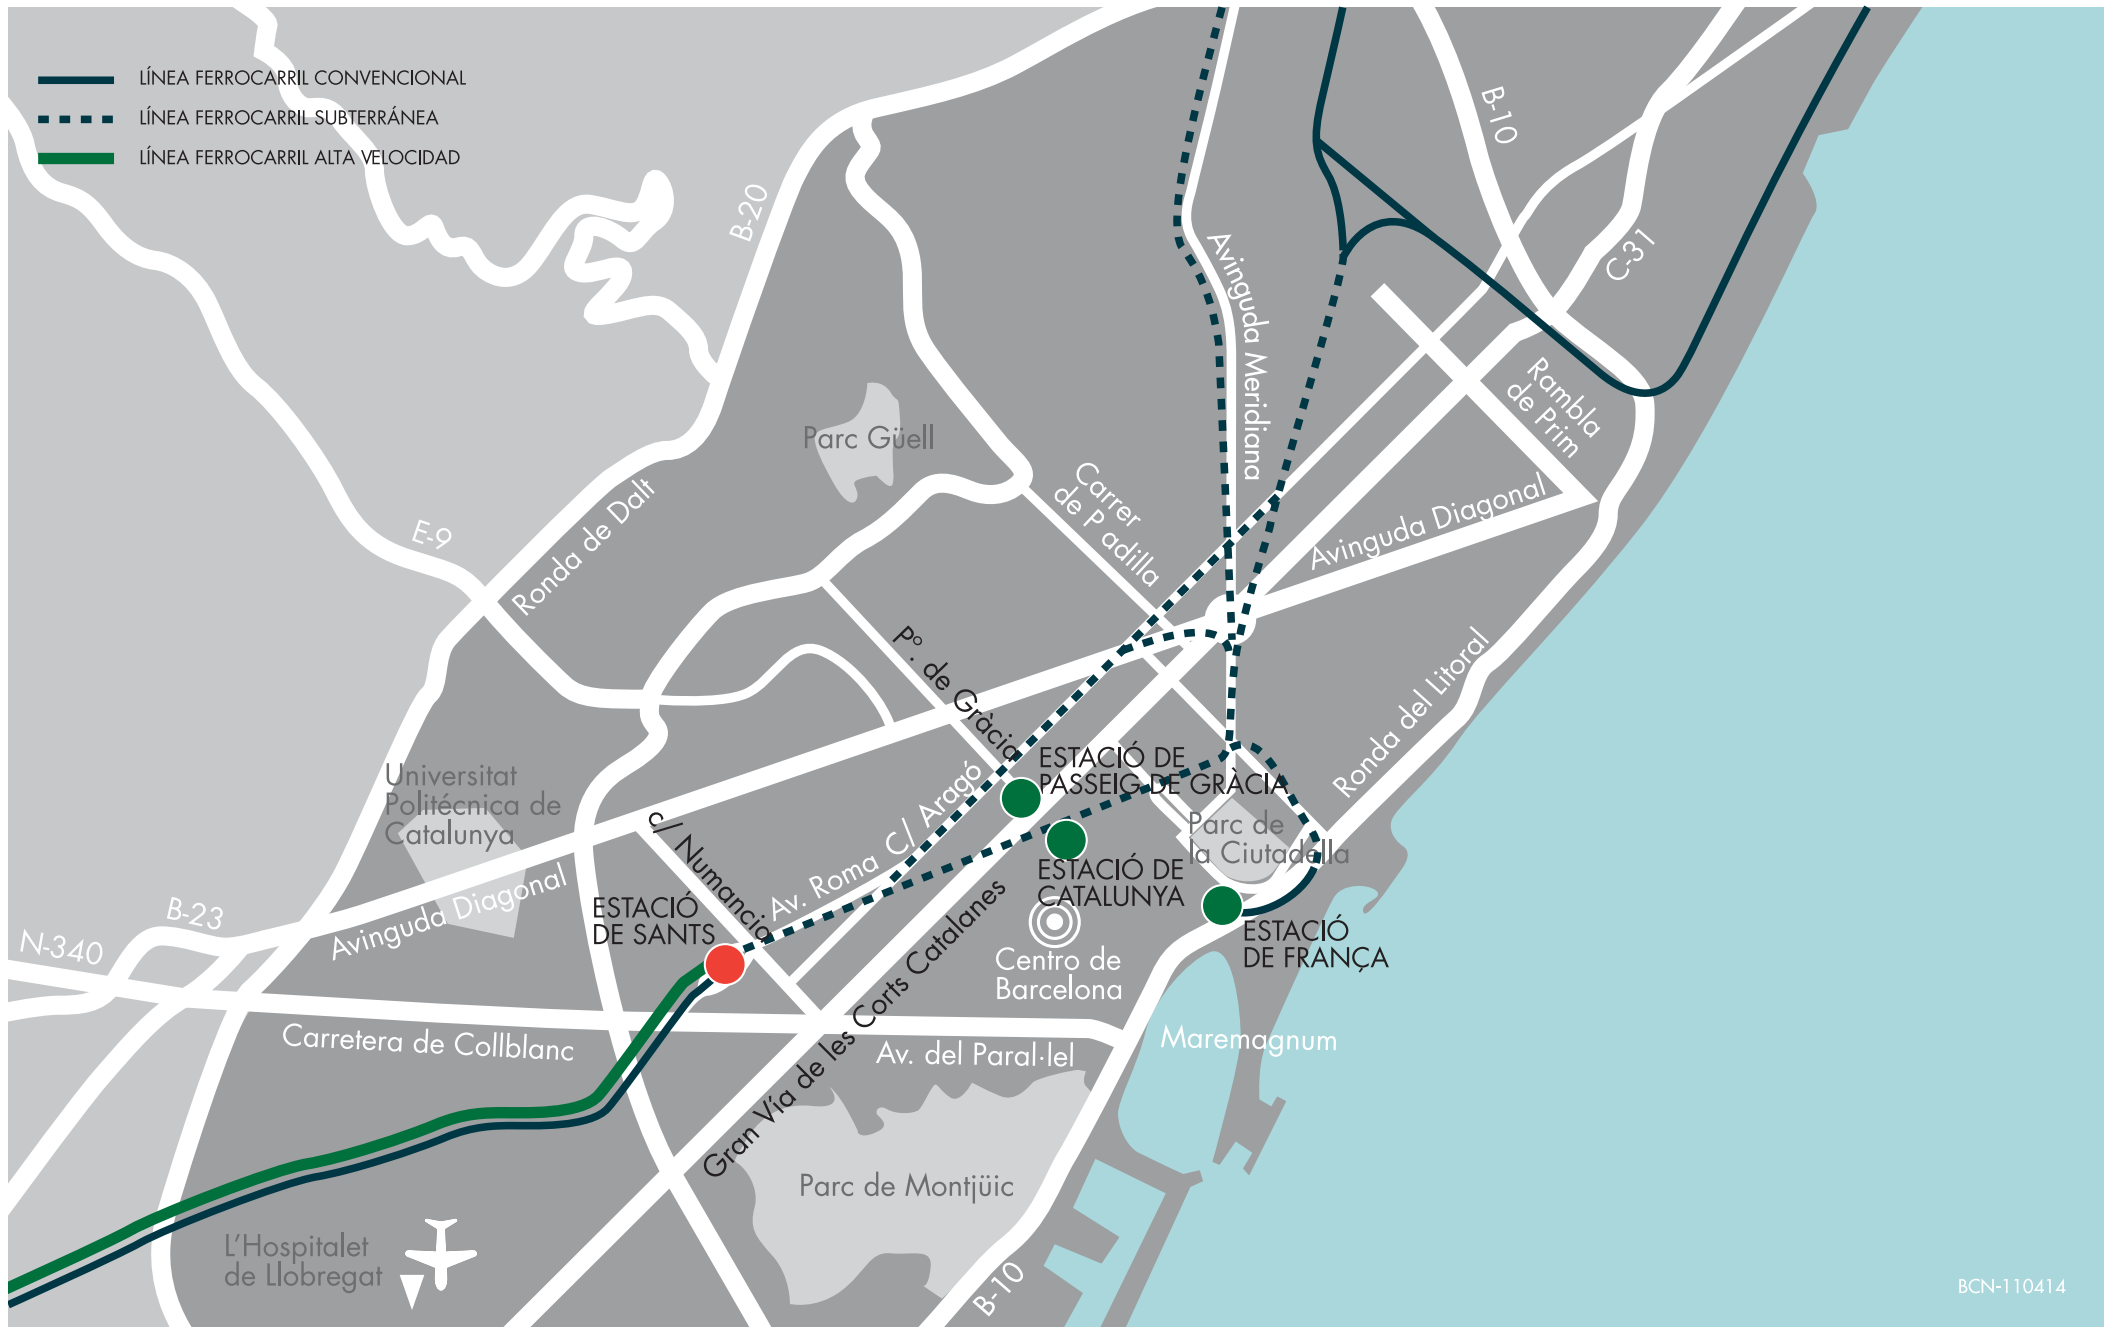 LÍNEA FERROCARRIL CONVENCIONAL
LÍNEA FERROCARRIL SUBTERRÁNEA
LÍNEA FERROCARRIL ALTA VELOCIDAD
B-10
B-20
C-31
Avinguda Meridiana
Rambla
de Prim
Parc Güell
Carrer
de P adilla
Ronda de Dalt
E-9
Avinguda Diagonal
Pº. de Gràcia
Ronda del Litoral
ESTACIÓ DE
PASSEIG DE GRÀCIA
Universitat
Politécnica de
Catalunya
c/ Numancia
Av. Roma C/ Aragó
Parc de
la Ciutadella
ESTACIÓ DE
CATALUNYA
Avinguda Diagonal
B-23
N-340
ESTACIÓ
DE SANTS
ESTACIÓ
DE FRANÇA
Centro de
Barcelona
Gran Vía de les Corts Catalanes
Carretera de Collblanc
Av. del Paral·lel
Maremagnum
Parc de Montjüic
L'Hospitalet
de Llobregat
B-10
BCN-110414